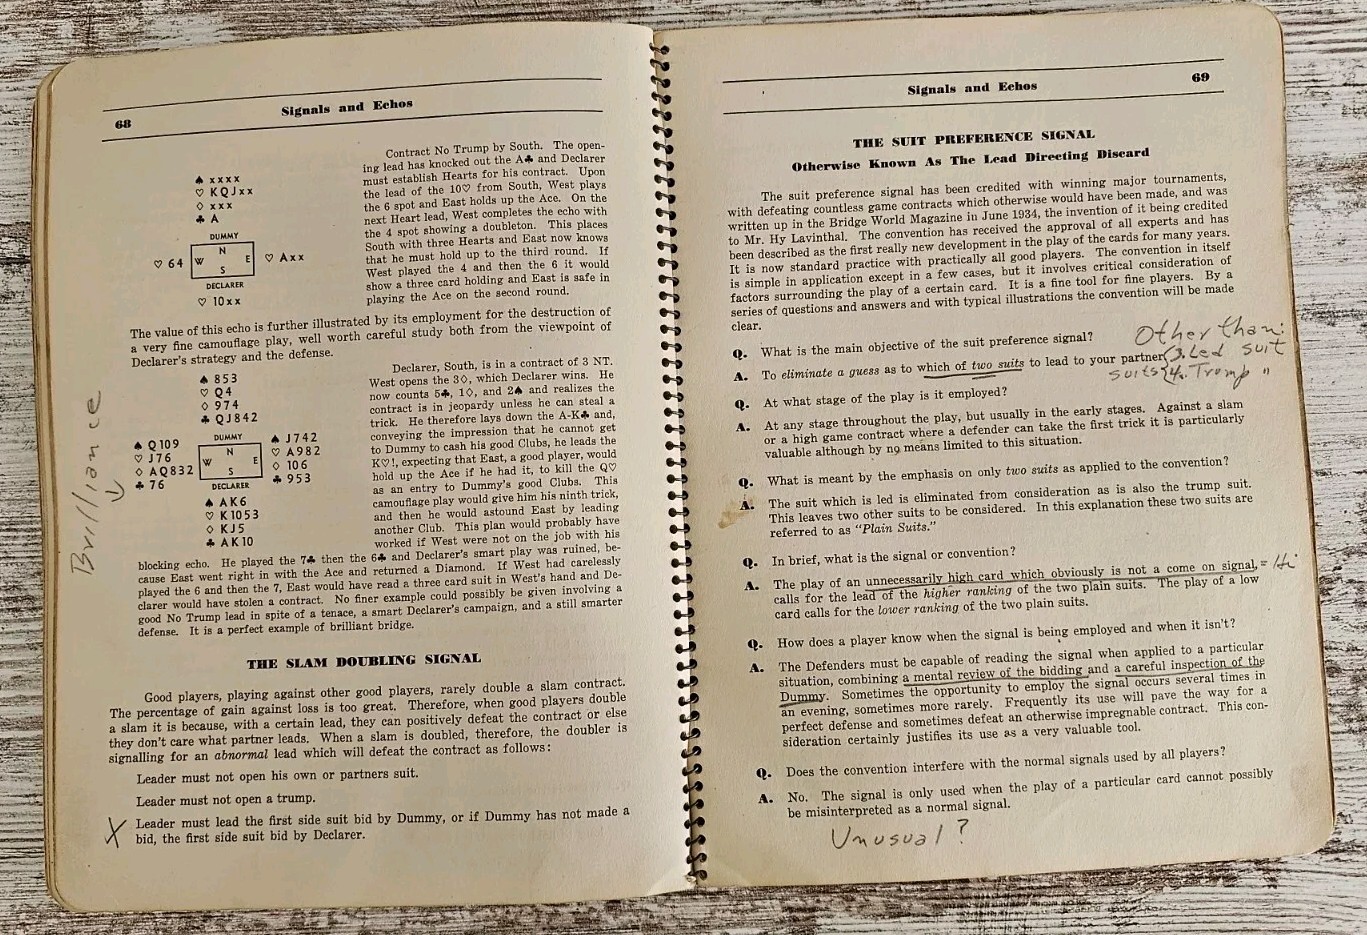 68
Signals and Echos
♠ xxxx
♡ KQJxx
♢ xxx
♣ A
DUMMY
N
♡ 64 W E ♡ Axx
S
DECLARER
♡ 10xx
Contract No Trump by South. The open-
ing lead has knocked out the A♣ and Declarer
must establish Hearts for his contract. Upon
the lead of the 10♡ from South, West plays
the 6 spot and East holds up the Ace. On the
next Heart lead, West completes the echo with
the 4 spot showing a doubleton. This places
South with three Hearts and East now knows
that he must hold up to the third round. If
West played the 4 and then the 6 it would
show a three card holding and East is safe in
playing the Ace on the second round.
The value of this echo is further illustrated by its employment for the destruction of
a very fine camouflage play, well worth careful study both from the viewpoint of
Declarer's strategy and the defense.
Brilliance
♠ 853
♡ Q4
♢ 974
♣ QJ842
♠ Q109 DUMMY ♠ J742
♡ J76 N ♡ A982
♢ AQ832 W E ♢ 106
♣ 76 S ♣ 953
DECLARER
♠ AK6
♡ K1053
♢ KJ5
♣ AK10
Declarer, South, is in a contract of 3 NT.
West opens the 3♢, which Declarer wins. He
now counts 5♣, 1♢, and 2♠ and realizes the
contract is in jeopardy unless he can steal a
trick. He therefore lays down the A-K♣ and,
conveying the impression that he cannot get
to Dummy to cash his good Clubs, he leads the
K♡!, expecting that East, a good player, would
hold up the Ace if he had it, to kill the Q♡
as an entry to Dummy's good Clubs. This
camouflage play would give him his ninth trick,
and then he would astound East by leading
another Club. This plan would probably have
worked if West were not on the job with his
blocking echo. He played the 7♣ then the 6♣ and Declarer's smart play was ruined, be-
cause East went right in with the Ace and returned a Diamond. If West had carelessly
played the 6 and then the 7, East would have read a three card suit in West's hand and De-
clarer would have stolen a contract. No finer example could possibly be given involving a
good No Trump lead in spite of a tenace, a smart Declarer's campaign, and a still smarter
defense. It is a perfect example of brilliant bridge.
THE SLAM DOUBLING SIGNAL
Good players, playing against other good players, rarely double a slam contract.
The percentage of gain against loss is too great. Therefore, when good players double
a slam it is because, with a certain lead, they can positively defeat the contract or else
they don't care what partner leads. When a slam is doubled, therefore, the doubler is
signalling for an abnormal lead which will defeat the contract as follows:
Leader must not open his own or partners suit.
Leader must not open a trump.
X Leader must lead the first side suit bid by Dummy, or if Dummy has not made a
bid, the first side suit bid by Declarer.
Signals and Echos
69
THE SUIT PREFERENCE SIGNAL
Otherwise Known As The Lead Directing Discard
The suit preference signal has been credited with winning major tournaments,
with defeating countless game contracts which otherwise would have been made, and was
written up in the Bridge World Magazine in June 1934, the invention of it being credited
to Mr. Hy Lavinthal. The convention has received the approval of all experts and has
been described as the first really new development in the play of the cards for many years.
It is now standard practice with practically all good players. The convention in itself
is simple in application except in a few cases, but it involves critical consideration of
factors surrounding the play of a certain card. It is a fine tool for fine players. By a
series of questions and answers and with typical illustrations the convention will be made
clear.
Other than:
Q. What is the main objective of the suit preference signal?
Led suit
A. To eliminate a guess as to which of two suits to lead to your partner.
suits Trump "
Q. At what stage of the play is it employed?
A. At any stage throughout the play, but usually in the early stages. Against a slam
or a high game contract where a defender can take the first trick it is particularly
valuable although by no means limited to this situation.
Q. What is meant by the emphasis on only two suits as applied to the convention?
A. The suit which is led is eliminated from consideration as is also the trump suit.
This leaves two other suits to be considered. In this explanation these two suits are
referred to as "Plain Suits."
Q. In brief, what is the signal or convention?
A. The play of an unnecessarily high card which obviously is not a come on signal, = Hi
calls for the lead of the higher ranking of the two plain suits. The play of a low
card calls for the lower ranking of the two plain suits.
Q. How does a player know when the signal is being employed and when it isn't?
A. The Defenders must be capable of reading the signal when applied to a particular
situation, combining a mental review of the bidding and a careful inspection of the
Dummy. Sometimes the opportunity to employ the signal occurs several times in
an evening, sometimes more rarely. Frequently its use will pave the way for a
perfect defense and sometimes defeat an otherwise impregnable contract. This con-
sideration certainly justifies its use as a very valuable tool.
Q. Does the convention interfere with the normal signals used by all players?
A. No. The signal is only used when the play of a particular card cannot possibly
be misinterpreted as a normal signal.
Unusual?